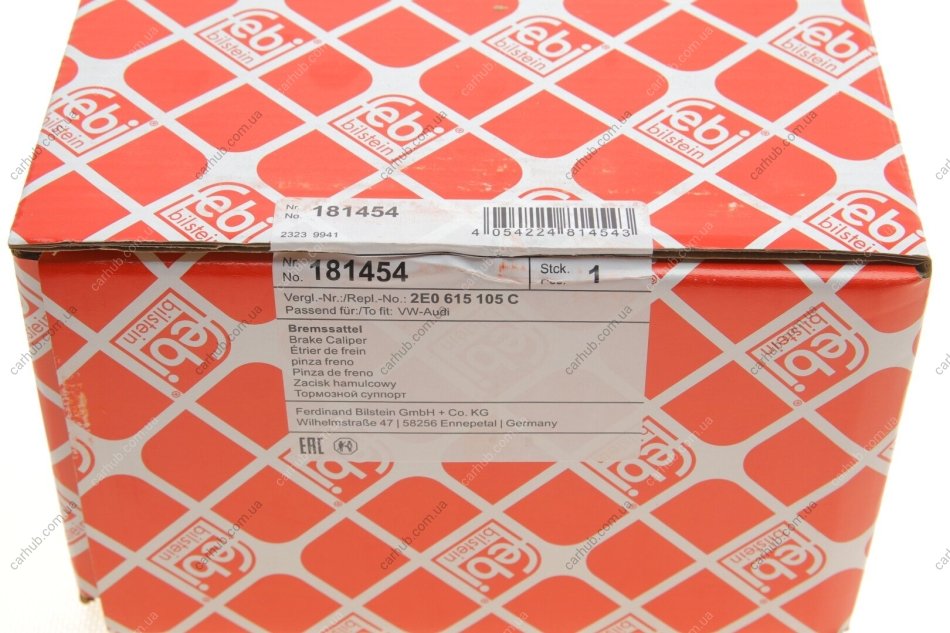 febi
bilstein
Nr.
No. 181454
2323 9941
4 054224 814543
Nr.
No. 181454
Stck.
1
Vergl.-Nr.:/Repl.-No.: 2E0 615 105 C
Passend für:/To fit: VW-Audi
Bremssattel
Brake Caliper
Étrier de frein
pinza freno
Pinza de freno
Zacisk hamulcowy
Тормозной суппорт
Ferdinand Bilstein GmbH + Co. KG
Wilhelmstraße 47 | 58256 Ennepetal | Germany
EAC
carhub.com.ua